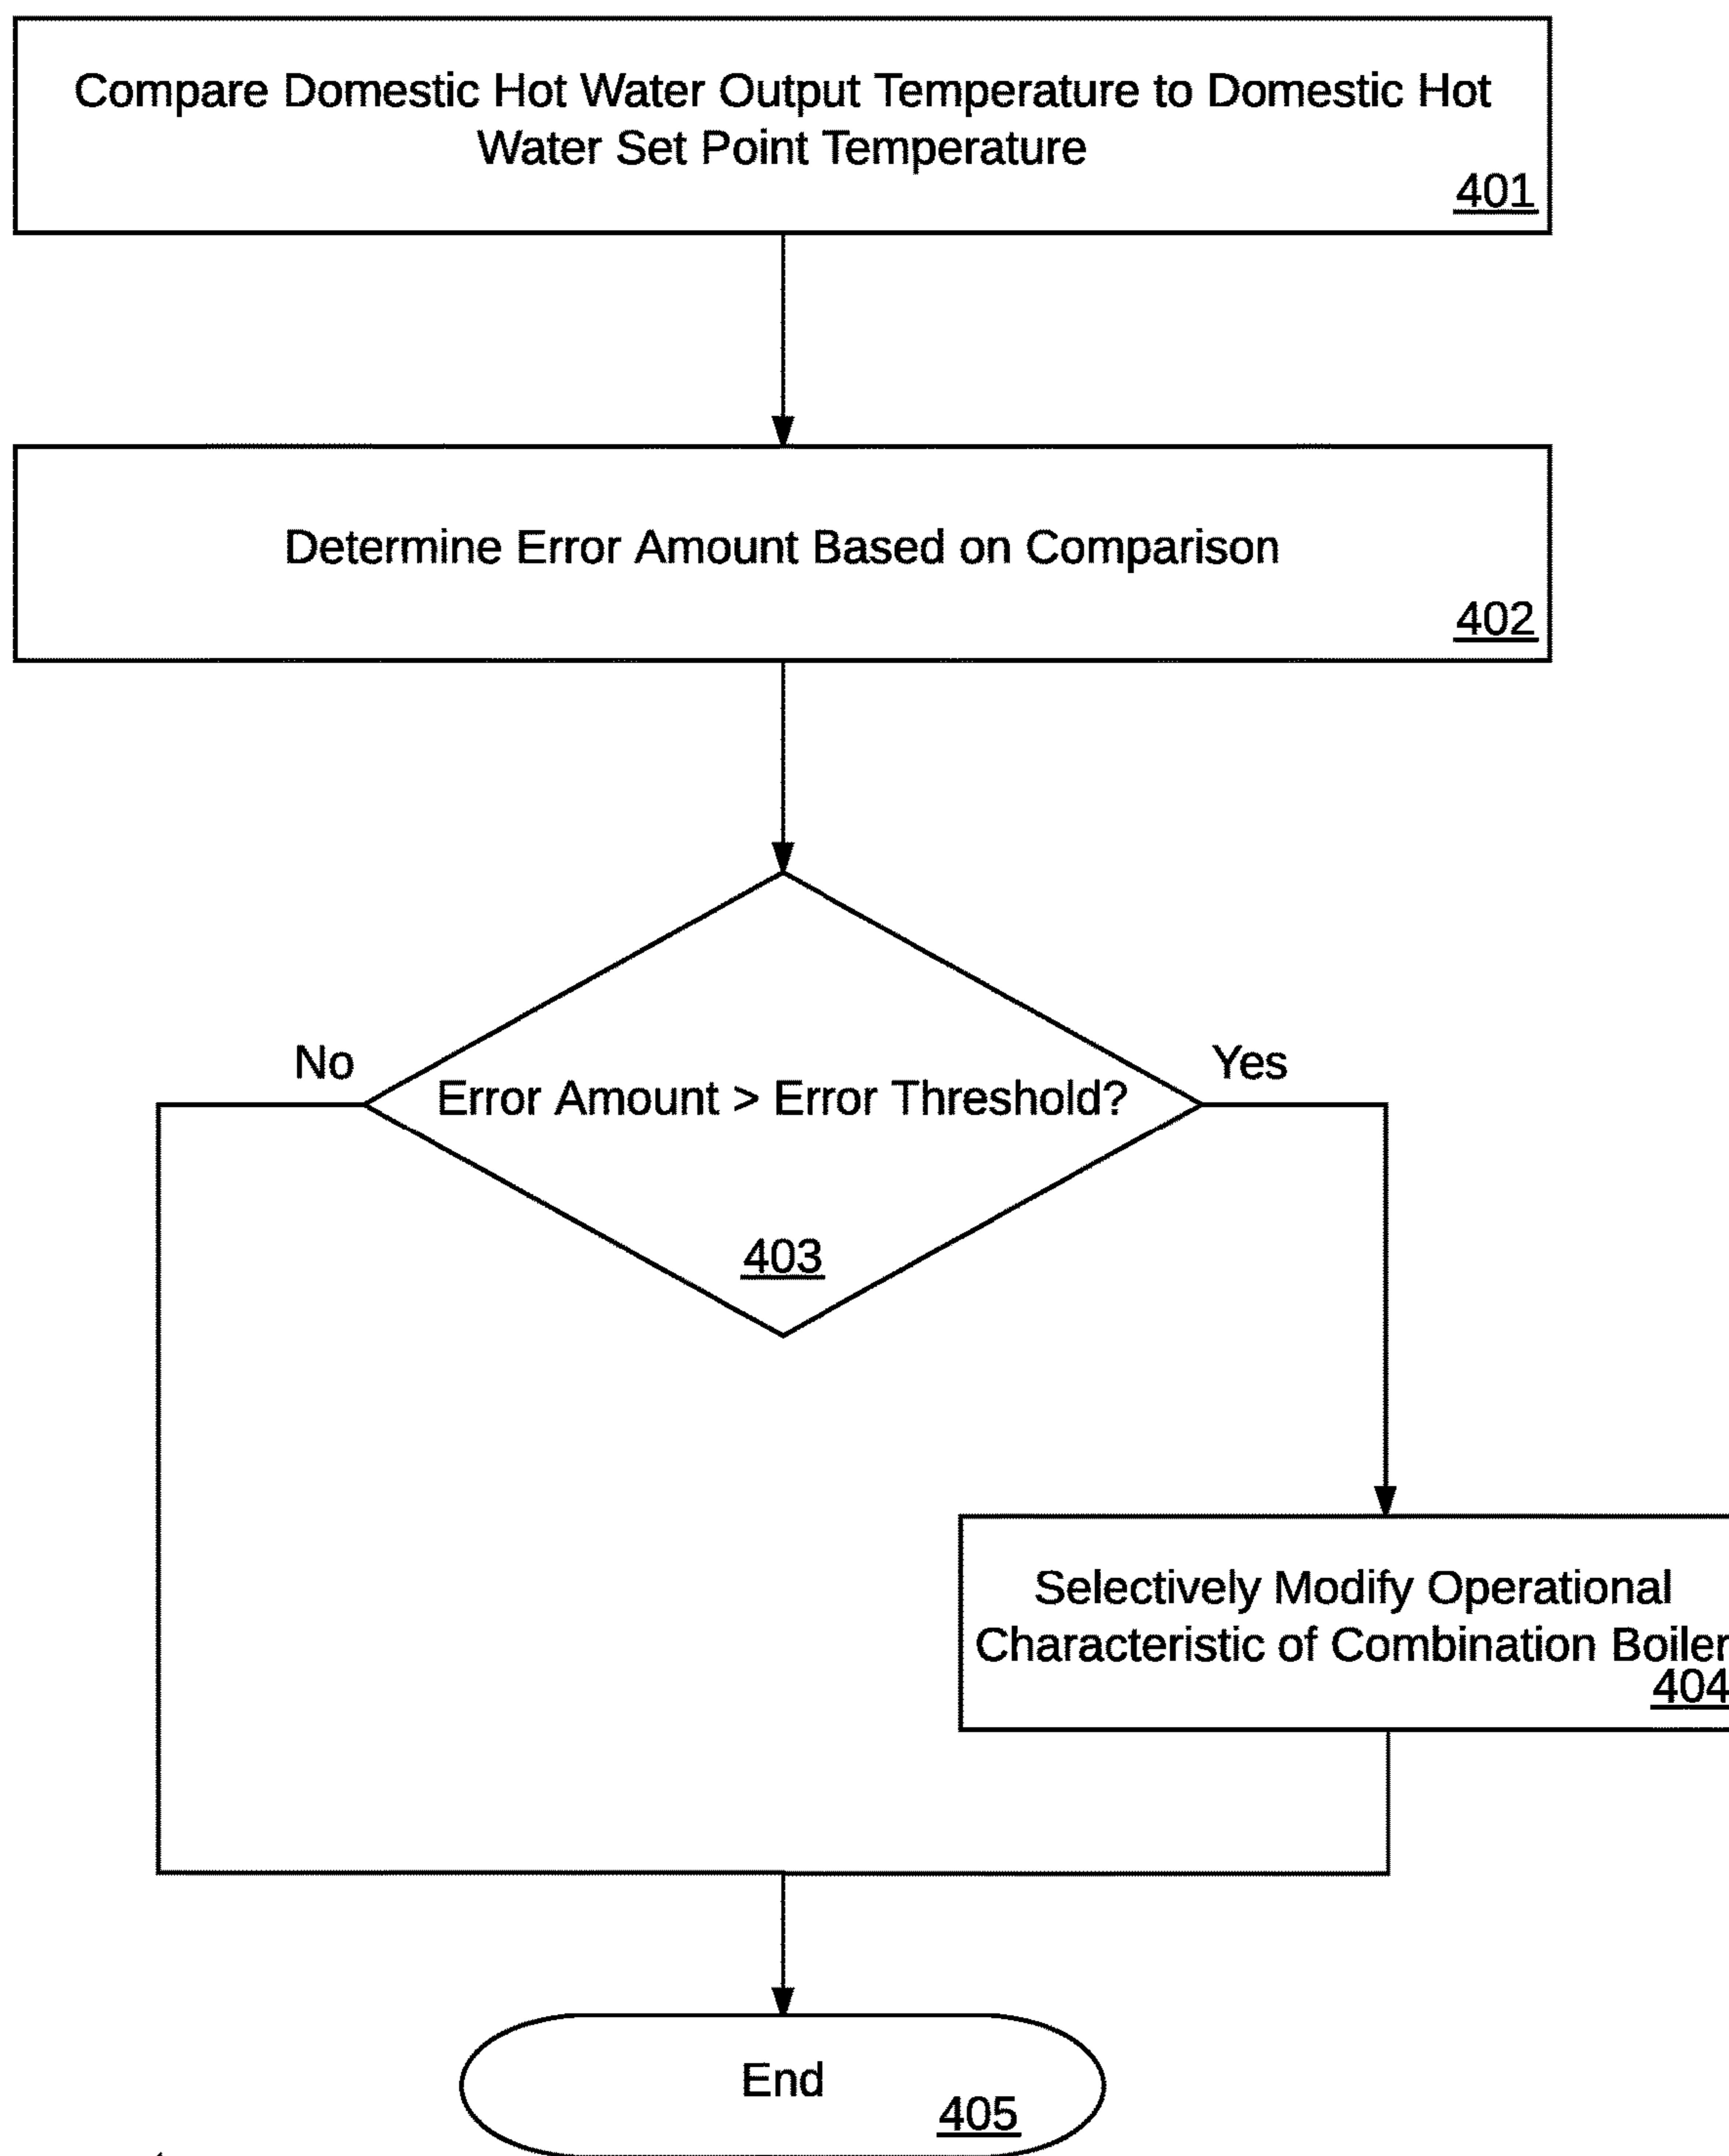 Compare Domestic Hot Water Output Temperature to Domestic Hot
Water Set Point Temperature
401
Determine Error Amount Based on Comparison
402
No
Yes
Error Amount > Error Threshold?
403
Selectively Modify Operational
Characteristic of Combination Boiler
404
End
405